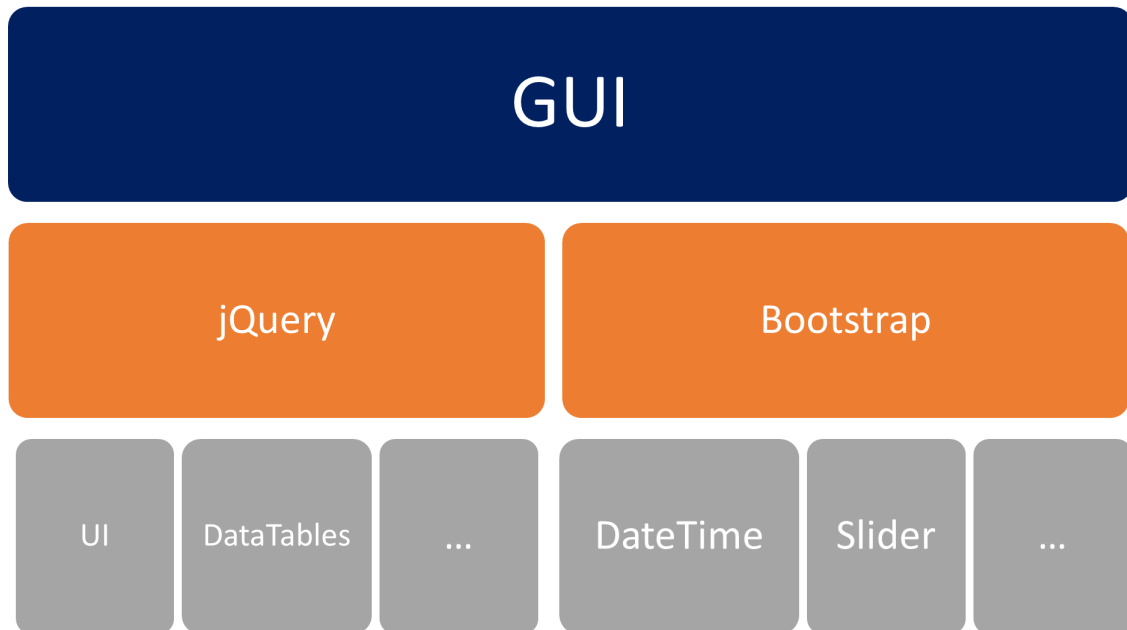 GUI
jQuery
Bootstrap
UI
DataTables
...
DateTime
Slider
...